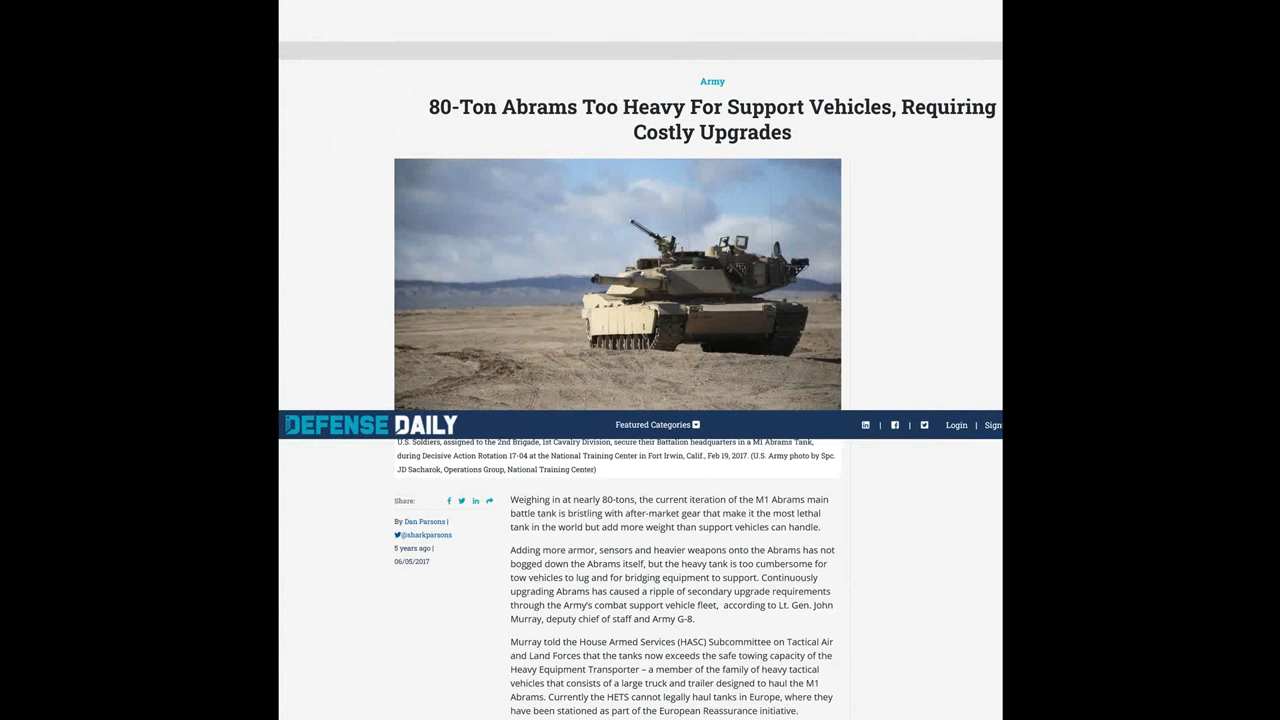 Army
80-Ton Abrams Too Heavy For Support Vehicles, Requiring
Costly Upgrades
DEFENSE DAILY
Featured Categories
| | Login | Sign
U.S. Soldiers, assigned to the 2nd Brigade, 1st Cavalry Division, secure their Battalion headquarters in a M1 Abrams Tank,
during Decisive Action Rotation 17-04 at the National Training Center in Fort Irwin, Calif., Feb 19, 2017. (U.S. Army photo by Spc.
JD Sacharok, Operations Group, National Training Center)
Share:
By Dan Parsons |
@sharkparsons
5 years ago |
06/05/2017
Weighing in at nearly 80-tons, the current iteration of the M1 Abrams main
battle tank is bristling with after-market gear that make it the most lethal
tank in the world but add more weight than support vehicles can handle.
Adding more armor, sensors and heavier weapons onto the Abrams has not
bogged down the Abrams itself, but the heavy tank is too cumbersome for
tow vehicles to lug and for bridging equipment to support. Continuously
upgrading Abrams has caused a ripple of secondary upgrade requirements
through the Army's combat support vehicle fleet, according to Lt. Gen. John
Murray, deputy chief of staff and Army G-8.
Murray told the House Armed Services (HASC) Subcommittee on Tactical Air
and Land Forces that the tanks now exceeds the safe towing capacity of the
Heavy Equipment Transporter – a member of the family of heavy tactical
vehicles that consists of a large truck and trailer designed to haul the M1
Abrams. Currently the HETS cannot legally haul tanks in Europe, where they
have been stationed as part of the European Reassurance initiative.